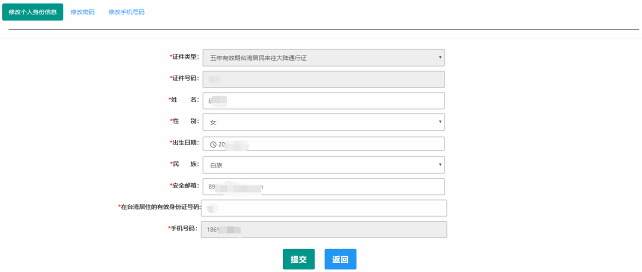 修改个人身份信息 修改密码 修改手机号码
*证件类型: 五年有效期台湾居民来往大陆通行证
*证件号码:
*姓 名:
*性 别: 女
*出生日期: 20
*民 族: 白族
*安全邮箱: 89
*在台湾居住的有效身份证号码:
*手机号码: 186
提交 返回